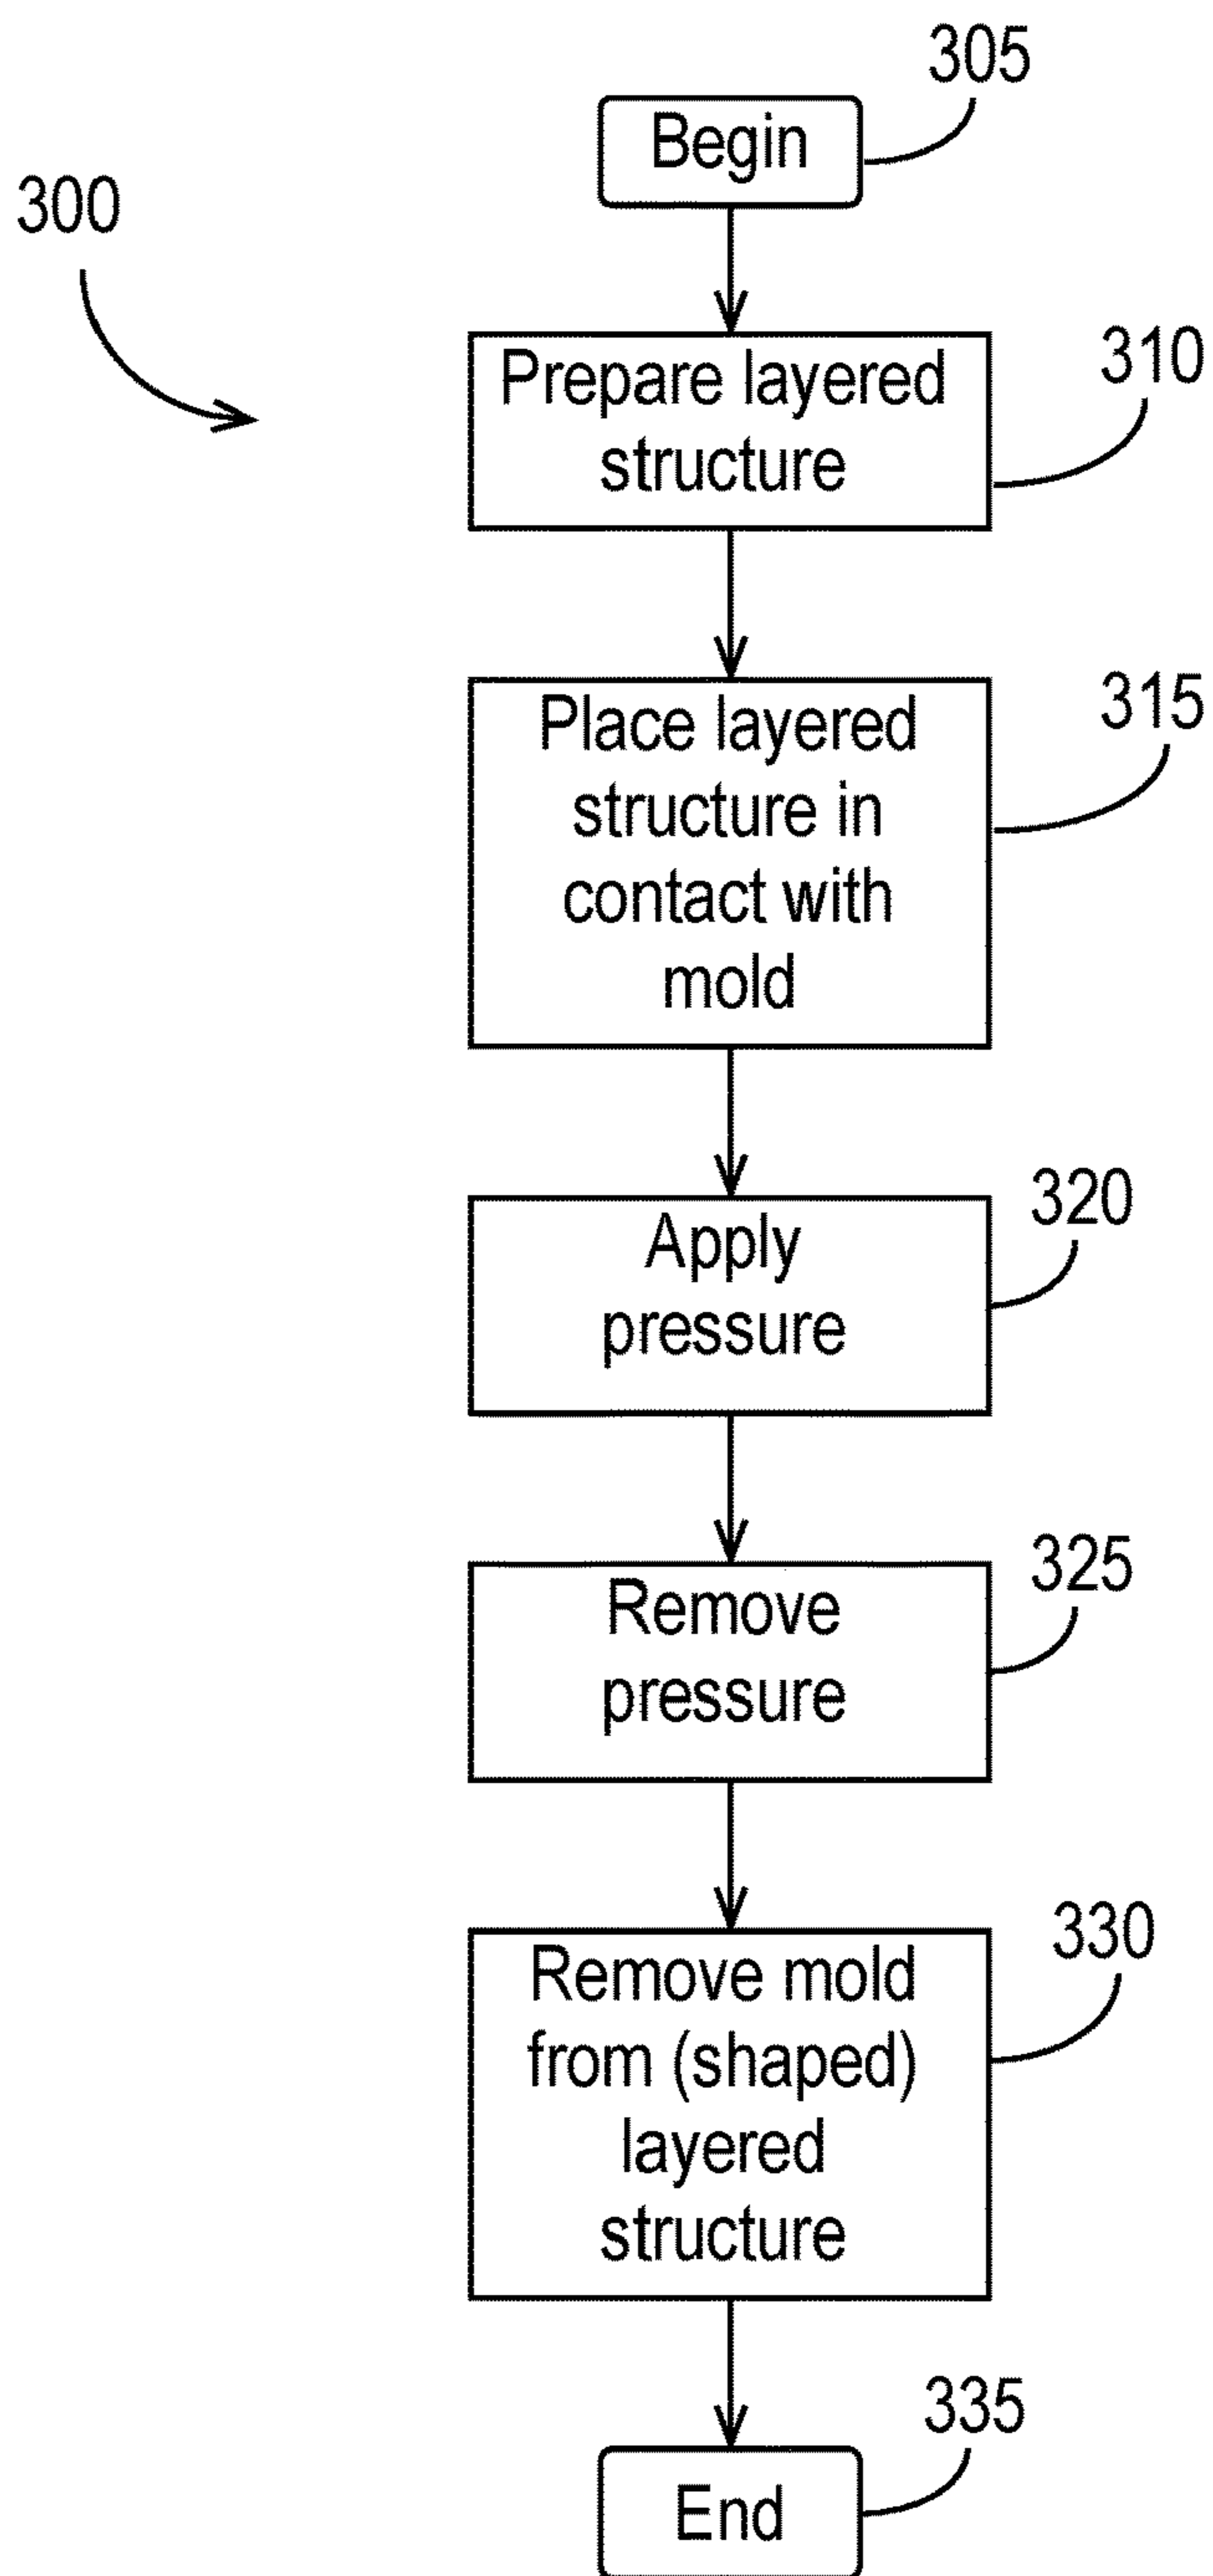 305
Begin
300
310
Prepare layered
structure
315
Place layered
structure in
contact with
mold
320
Apply
pressure
325
Remove
pressure
330
Remove mold
from (shaped)
layered
structure
335
End